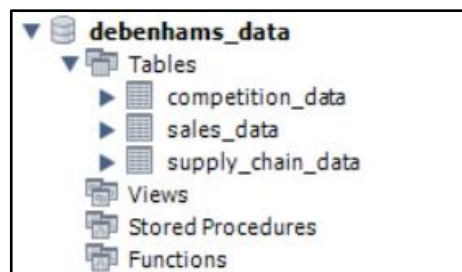 debenhams_data
Tables
competition_data
sales_data
supply_chain_data
Views
Stored Procedures
Functions